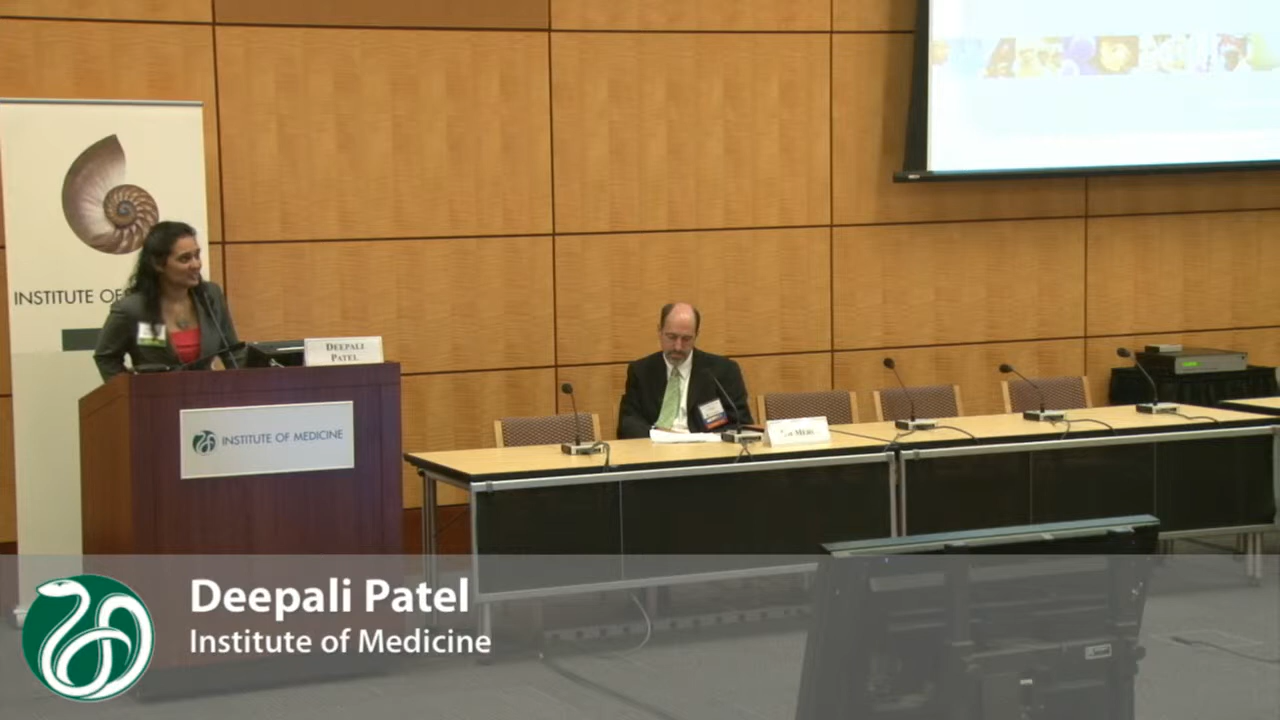 INSTITUTE OF
DEEPALI
PATEL
INSTITUTE OF MEDICINE
Deepali Patel
Institute of Medicine